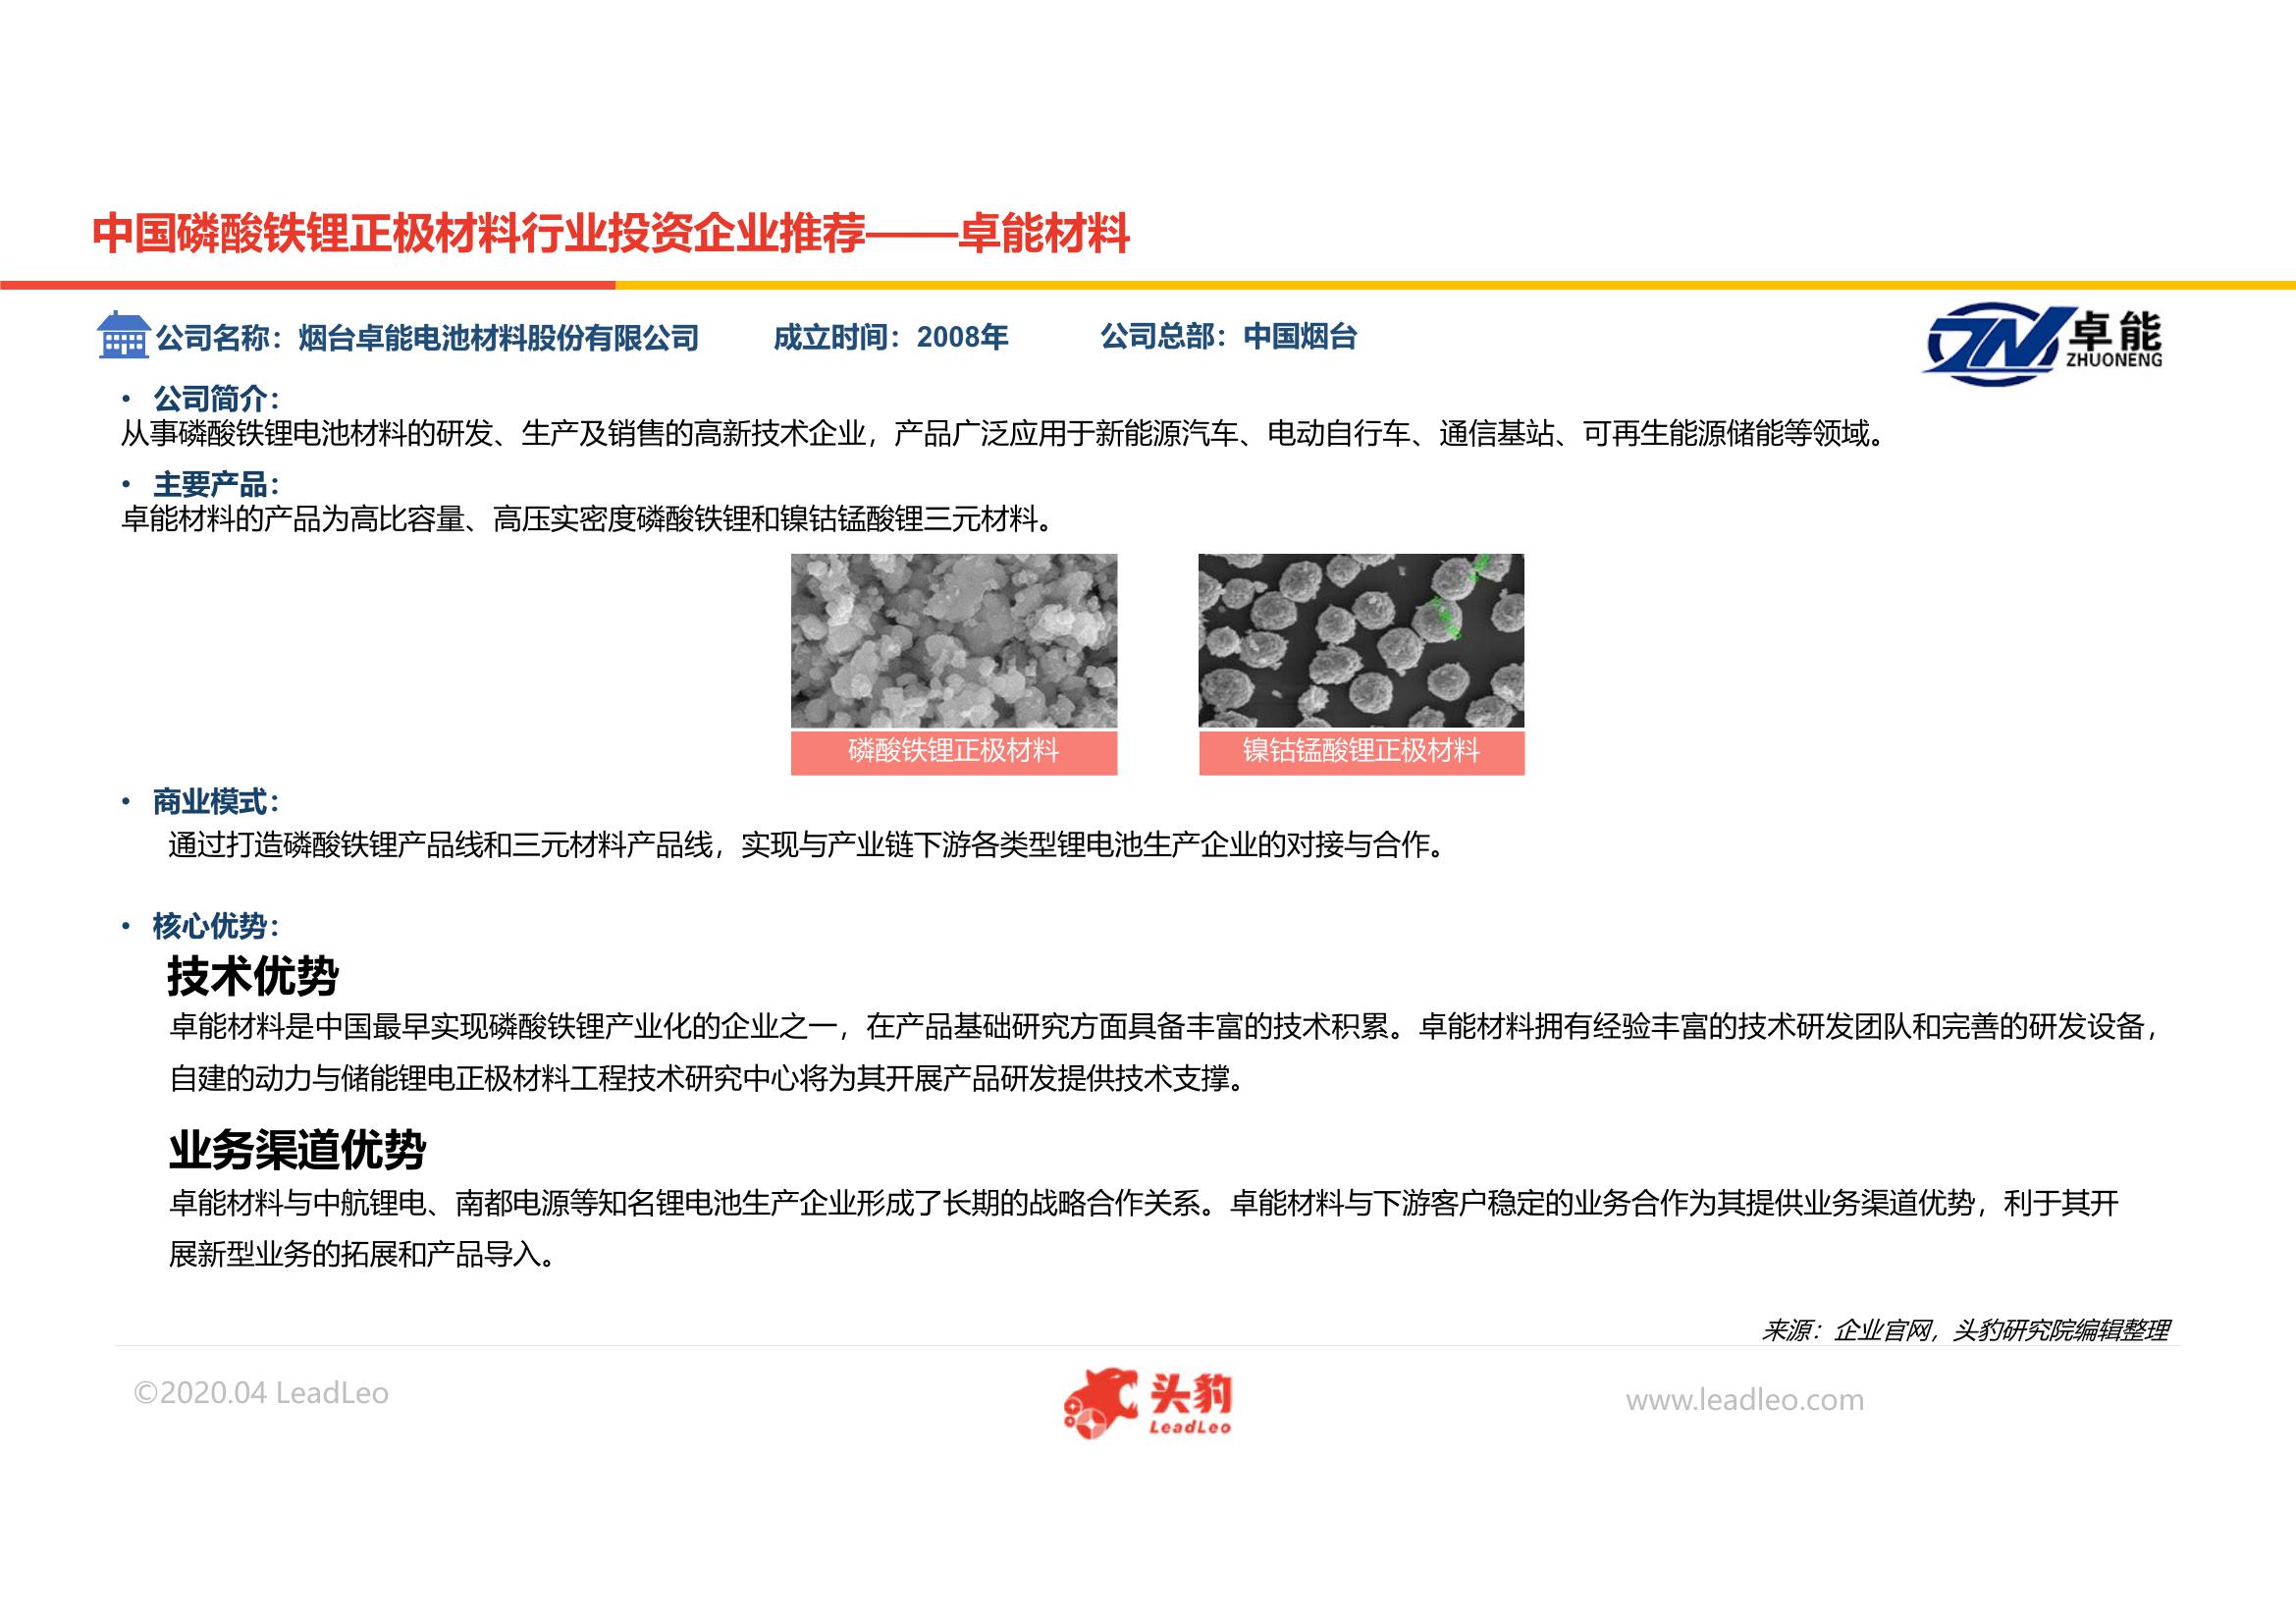 中国磷酸铁锂正极材料行业投资企业推荐——卓能材料
公司名称：烟台卓能电池材料股份有限公司 成立时间：2008年 公司总部：中国烟台
卓能
ZHUONENG
• 公司简介：
从事磷酸铁锂电池材料的研发、生产及销售的高新技术企业，产品广泛应用于新能源汽车、电动自行车、通信基站、可再生能源储能等领域。
• 主要产品：
卓能材料的产品为高比容量、高压实密度磷酸铁锂和镍钴锰酸锂三元材料。
磷酸铁锂正极材料 镍钴锰酸锂正极材料
• 商业模式：
通过打造磷酸铁锂产品线和三元材料产品线，实现与产业链下游各类型锂电池生产企业的对接与合作。
• 核心优势：
技术优势
卓能材料是中国最早实现磷酸铁锂产业化的企业之一，在产品基础研究方面具备丰富的技术积累。卓能材料拥有经验丰富的技术研发团队和完善的研发设备，
自建的动力与储能锂电正极材料工程技术研究中心将为其开展产品研发提供技术支撑。
业务渠道优势
卓能材料与中航锂电、南都电源等知名锂电池生产企业形成了长期的战略合作关系。卓能材料与下游客户稳定的业务合作为其提供业务渠道优势，利于其开
展新型业务的拓展和产品导入。
来源：企业官网，头豹研究院编辑整理
©2020.04 LeadLeo
头豹
LeadLeo
www.leadleo.com